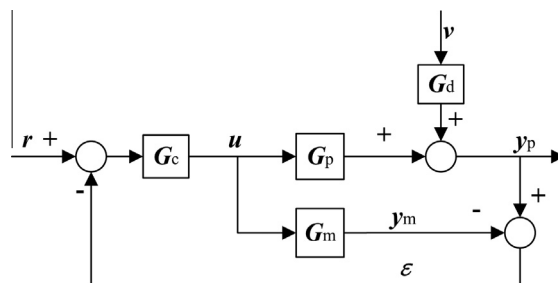 v
Gd
+
r + u + yp
Gc Gp
- +
Gm ym -
ε